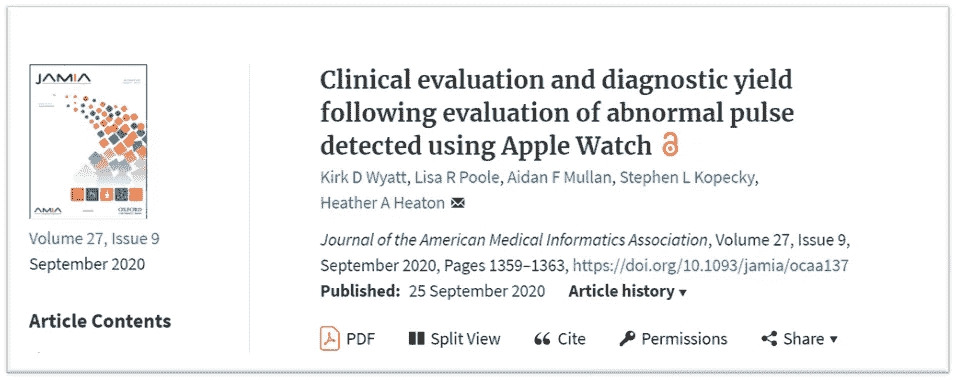 JAMIA
AMIA
OXFORD
Volume 27, Issue 9
September 2020
Article Contents
Clinical evaluation and diagnostic yield
following evaluation of abnormal pulse
detected using Apple Watch
Kirk D Wyatt, Lisa R Poole, Aidan F Mullan, Stephen L Kopecky,
Heather A Heaton
Journal of the American Medical Informatics Association, Volume 27, Issue 9,
September 2020, Pages 1359–1363, https://doi.org/10.1093/jamia/ocaa137
Published: 25 September 2020 Article history
PDF Split View Cite Permissions Share